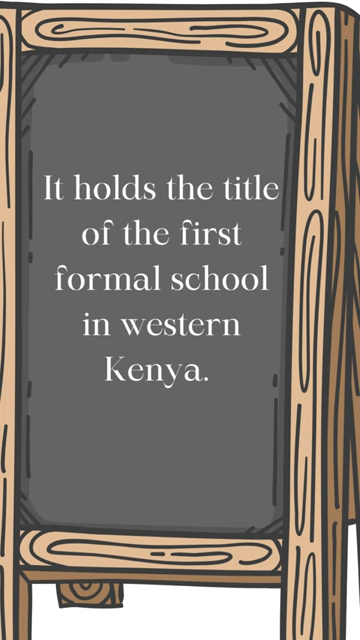 It holds the title
of the first
formal school
in western
Kenya.